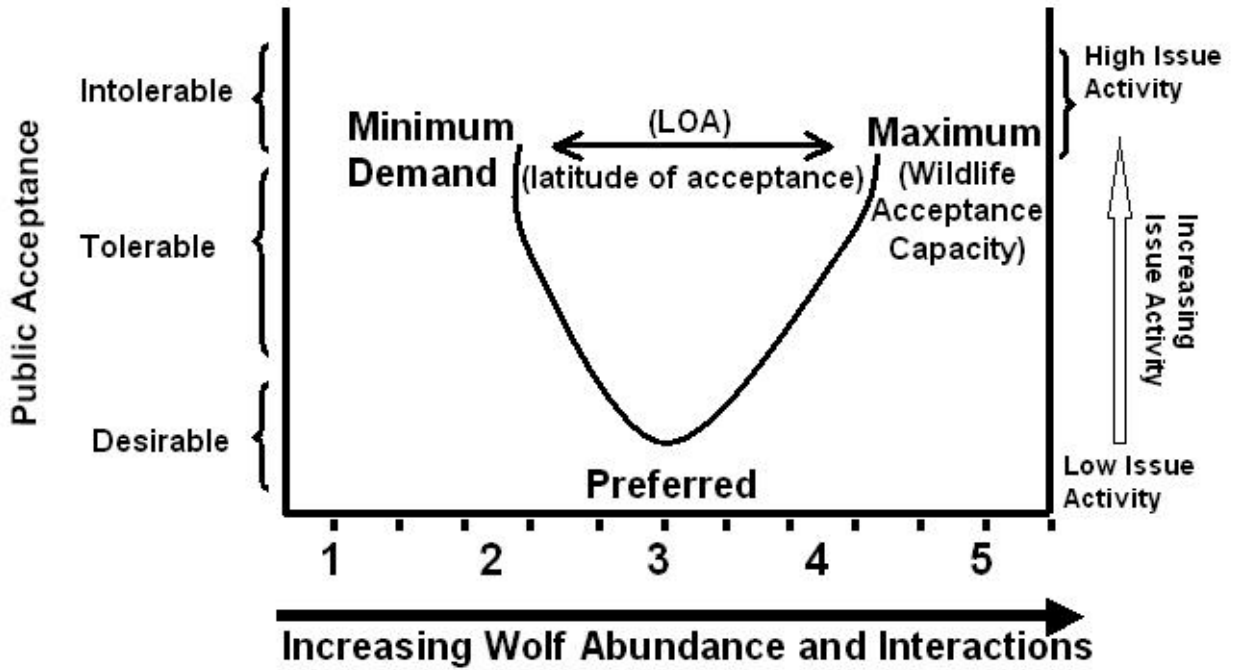 Public Acceptance
Intolerable
Tolerable
Desirable
Minimum
Demand
(LOA)
(latitude of acceptance)
Maximum
(Wildlife
Acceptance
Capacity)
Preferred
High Issue
Activity
Increasing
Issue Activity
Low Issue
Activity
1 2 3 4 5
Increasing Wolf Abundance and Interactions